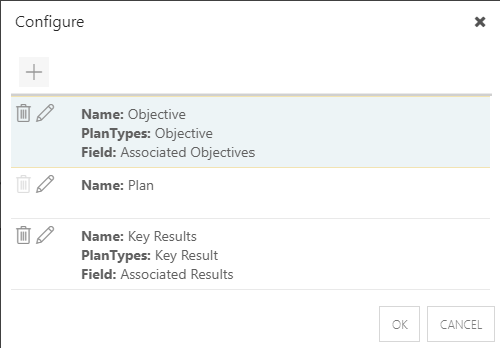 Configure
Name: Objective
PlanTypes: Objective
Field: Associated Objectives
Name: Plan
Name: Key Results
PlanTypes: Key Result
Field: Associated Results
OK CANCEL